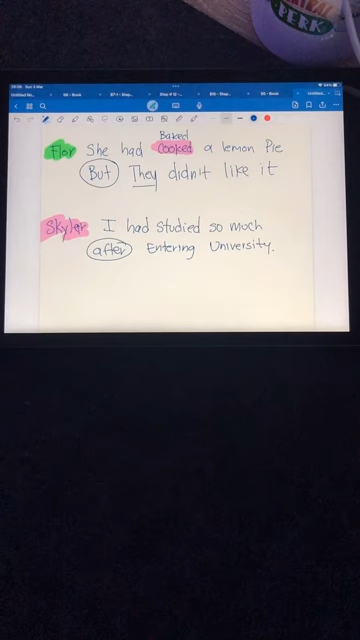 PERK
Baked
Flor She had Cooked a lemon Pie
But They didn't like it
Skyler I had studied so much
after Entering University.